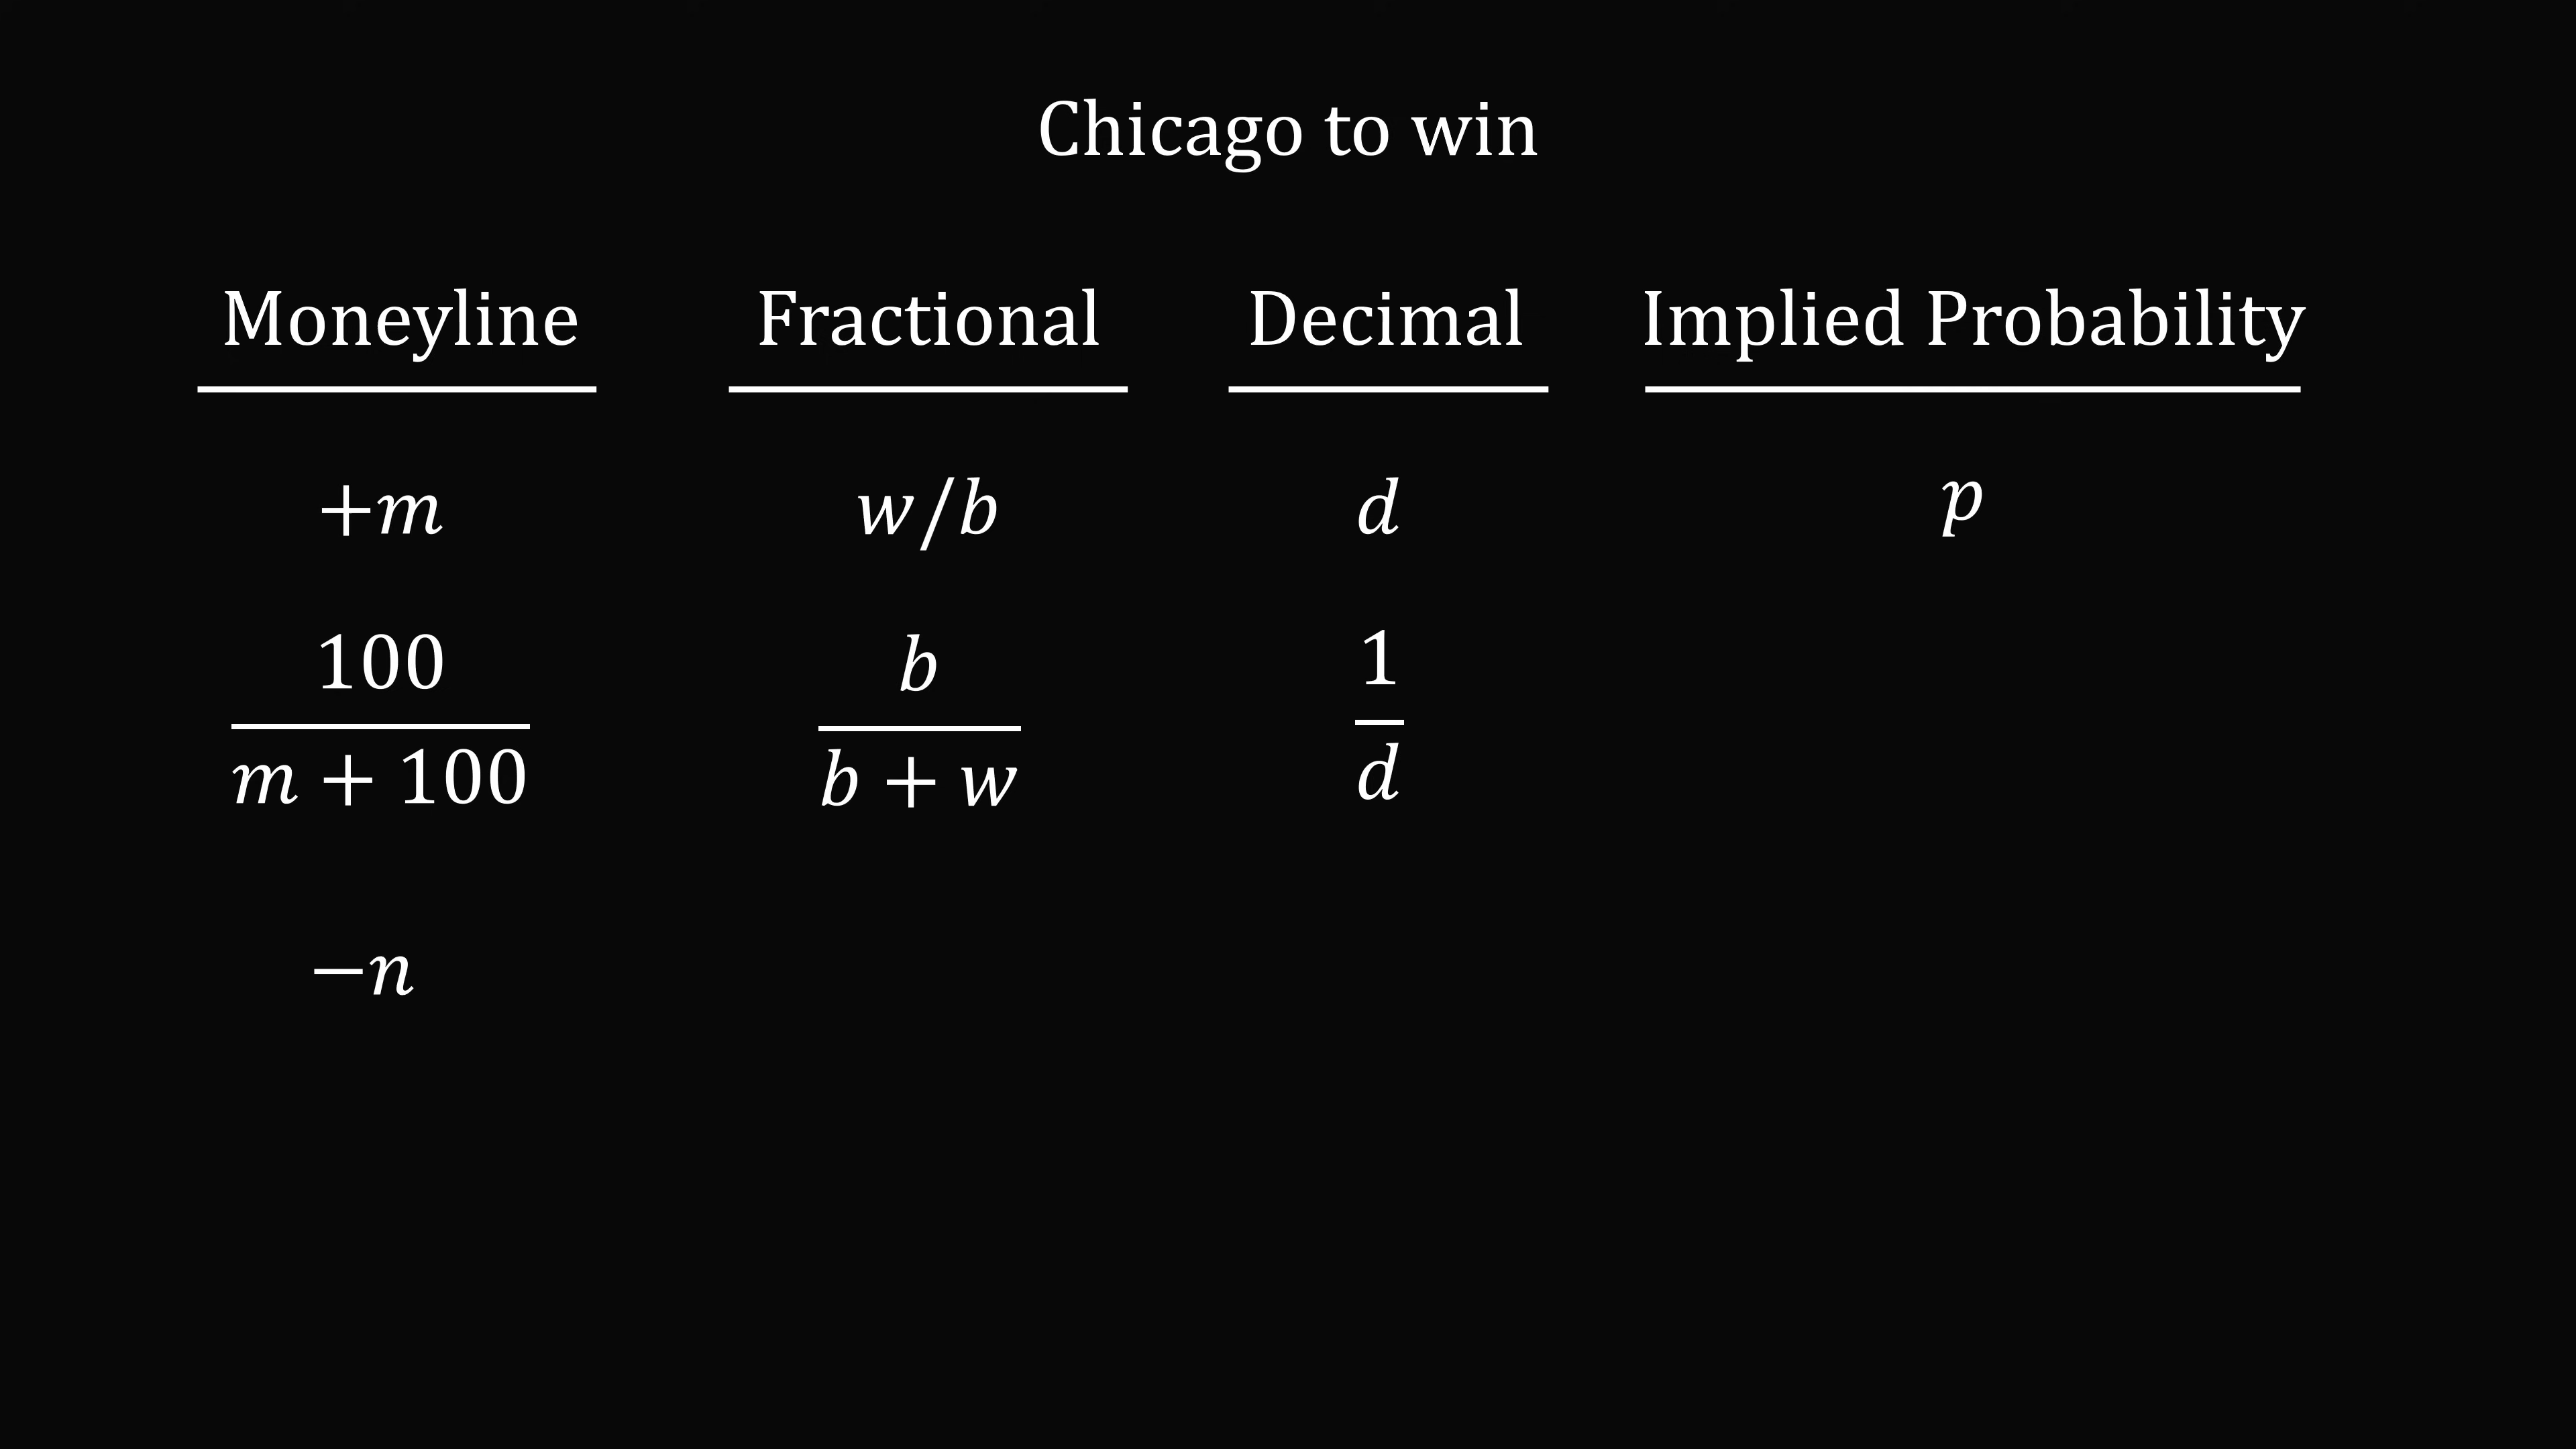 Chicago to win
Moneyline Fractional Decimal Implied Probability
+m w/b d p
100 b 1
m + 100 b + w d
−n